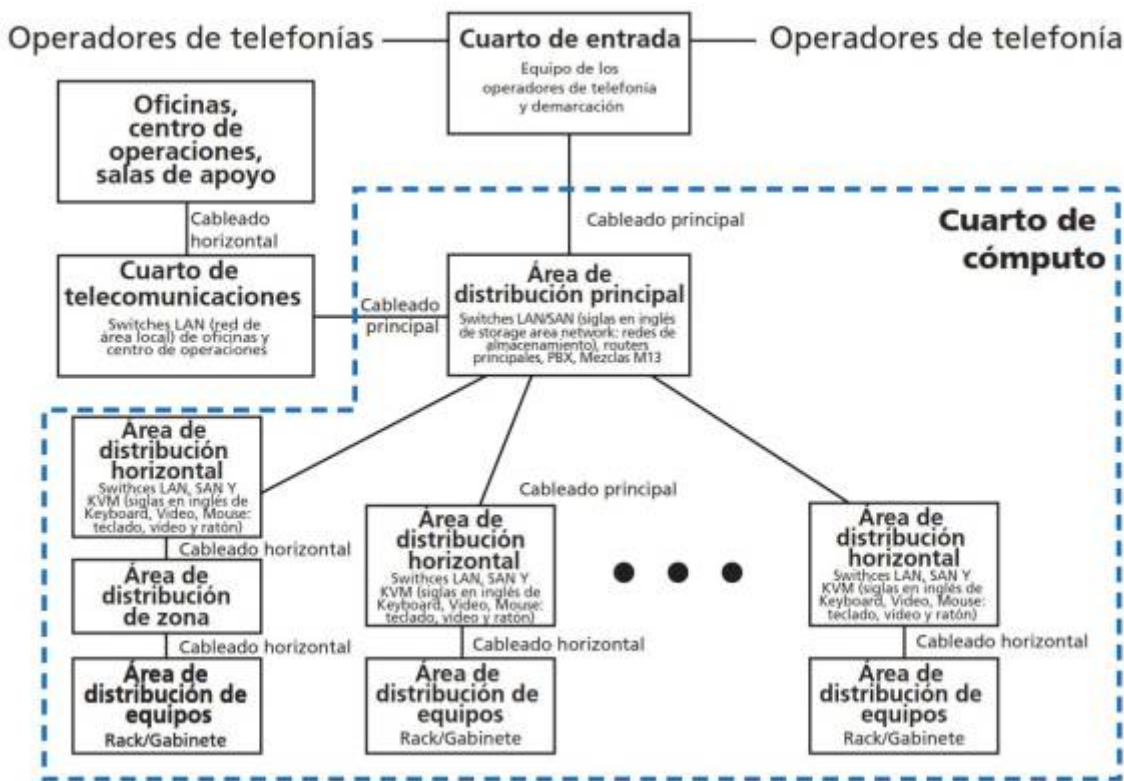 Operadores de telefonías
Cuarto de entrada
Equipo de los
operadores de telefonía
y demarcación
Operadores de telefonía
Oficinas,
centro de
operaciones,
salas de apoyo
Cableado
horizontal
Cableado principal
Cuarto de
cómputo
Cuarto de
telecomunicaciones
Switches LAN (red de
área local) de oficinas y
centro de operaciones
Cableado
principal
Área de
distribución principal
Switches LAN/SAN (siglas en inglés
de storage area network: redes de
almacenamiento), routers
principales, PBX, Mezclas M13
Área de
distribución
horizontal
Swithces LAN, SAN Y
KVM (siglas en inglés de
Keyboard, Video, Mouse:
teclado, video y ratón)
Cableado horizontal
Área de
distribución
de zona
Cableado horizontal
Área de
distribución de
equipos
Rack/Gabinete
Cableado principal
Área de
distribución
horizontal
Swithces LAN, SAN Y
KVM (siglas en inglés de
Keyboard, Video, Mouse:
teclado, video y ratón)
Cableado horizontal
Área de
distribución de
equipos
Rack/Gabinete
Área de
distribución
horizontal
Swithces LAN, SAN Y
KVM (siglas en inglés de
Keyboard, Video, Mouse:
teclado, video y ratón)
Cableado horizontal
Área de
distribución de
equipos
Rack/Gabinete